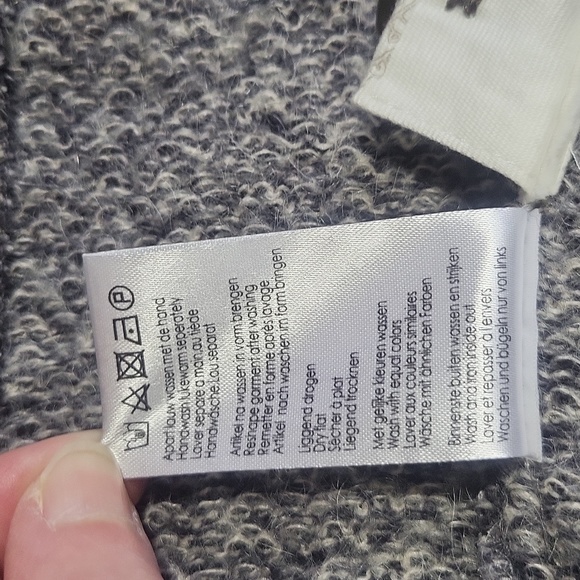 P
Apart lauw wassen met de hand
Handwash lukewarm seperately
Laver separe a main au tiede
Handwäsche lau separat
Artikel na wassen in vorm brengen
Reshape garment after washing
Remettre en forme après lavage
Artikel nach waschen im form bringen
Liggend drogen
Dry flat
Sécher à plat
Liegend trocknen
Met gelijke kleuren wassen
Wash with equal colors
Laver aux couleurs similaires
Wäsche mit ähnlichen Farben
Binnenste buiten wassen en strijken
Wash and iron inside out
Laver et repasser à l'envers
Waschen und bügeln nur von links